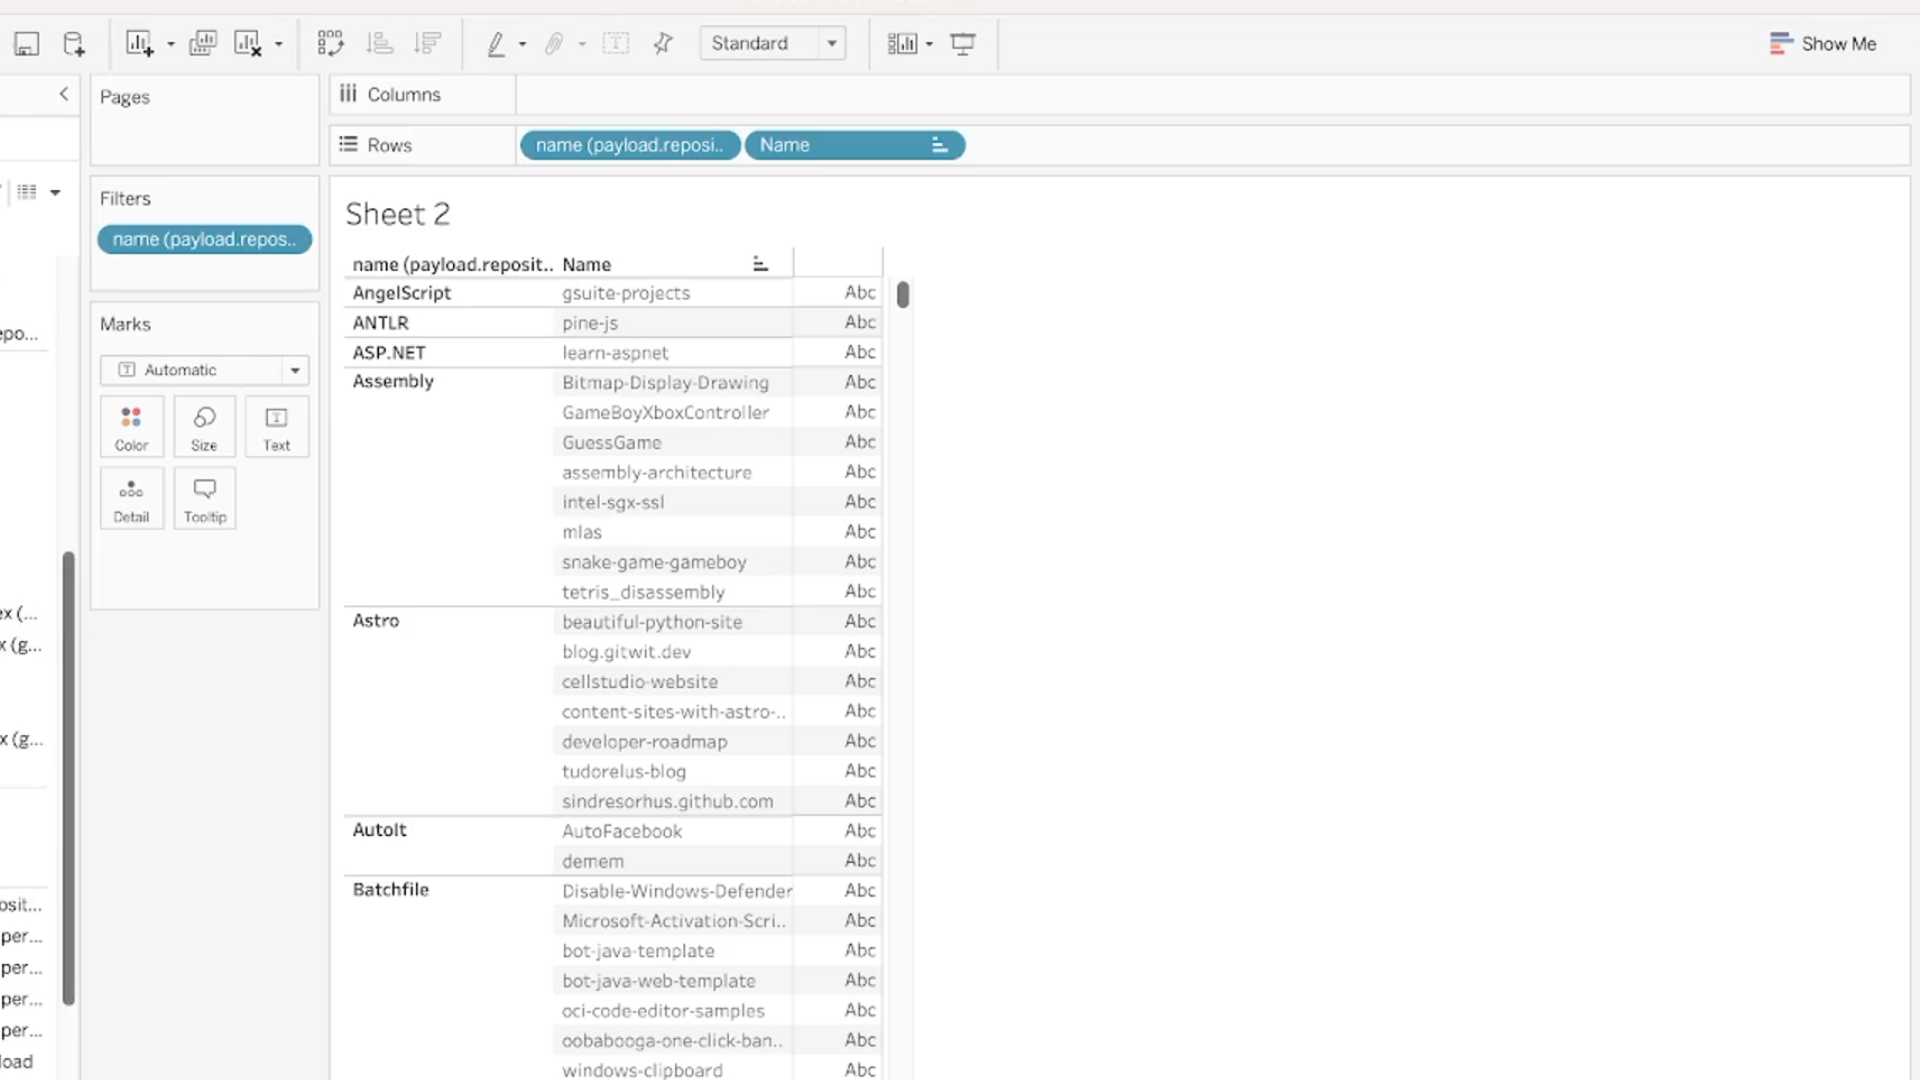 Standard
Show Me
Pages
Columns
Rows
name (payload.reposi..
Name
Filters
name (payload.repos..
Sheet 2
Marks
Automatic
Color
Size
Text
Detail
Tooltip
name (payload.reposit.. Name
AngelScript gsuite-projects Abc
ANTLR pine-js Abc
ASP.NET learn-aspnet Abc
Assembly Bitmap-Display-Drawing Abc
GameBoyXboxController Abc
GuessGame Abc
assembly-architecture Abc
intel-sgx-ssl Abc
mlas Abc
snake-game-gameboy Abc
tetris_disassembly Abc
Astro beautiful-python-site Abc
blog.gitwit.dev Abc
cellstudio-website Abc
content-sites-with-astro-.. Abc
developer-roadmap Abc
tudorelus-blog Abc
sindresorhus.github.com Abc
AutoIt AutoFacebook Abc
demem Abc
Batchfile Disable-Windows-Defender Abc
Microsoft-Activation-Scri.. Abc
bot-java-template Abc
bot-java-web-template Abc
oci-code-editor-samples Abc
oobabooga-one-click-ban.. Abc
windows-clipboard Abc
epo...
ex (...
x (g...
x (g...
osit...
per...
per...
per...
per...
load